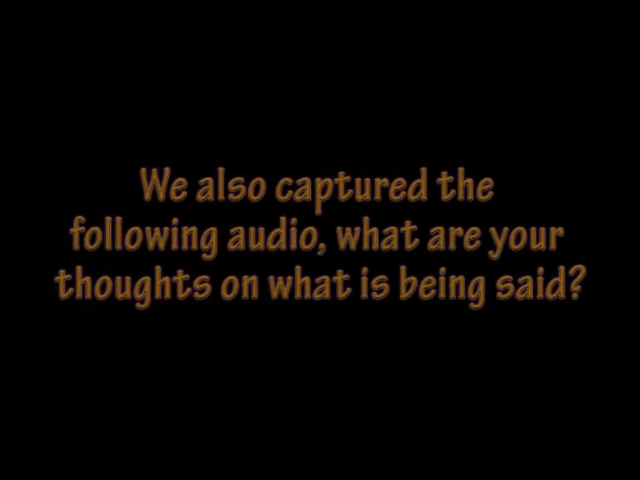 We also captured the
following audio, what are your
thoughts on what is being said?